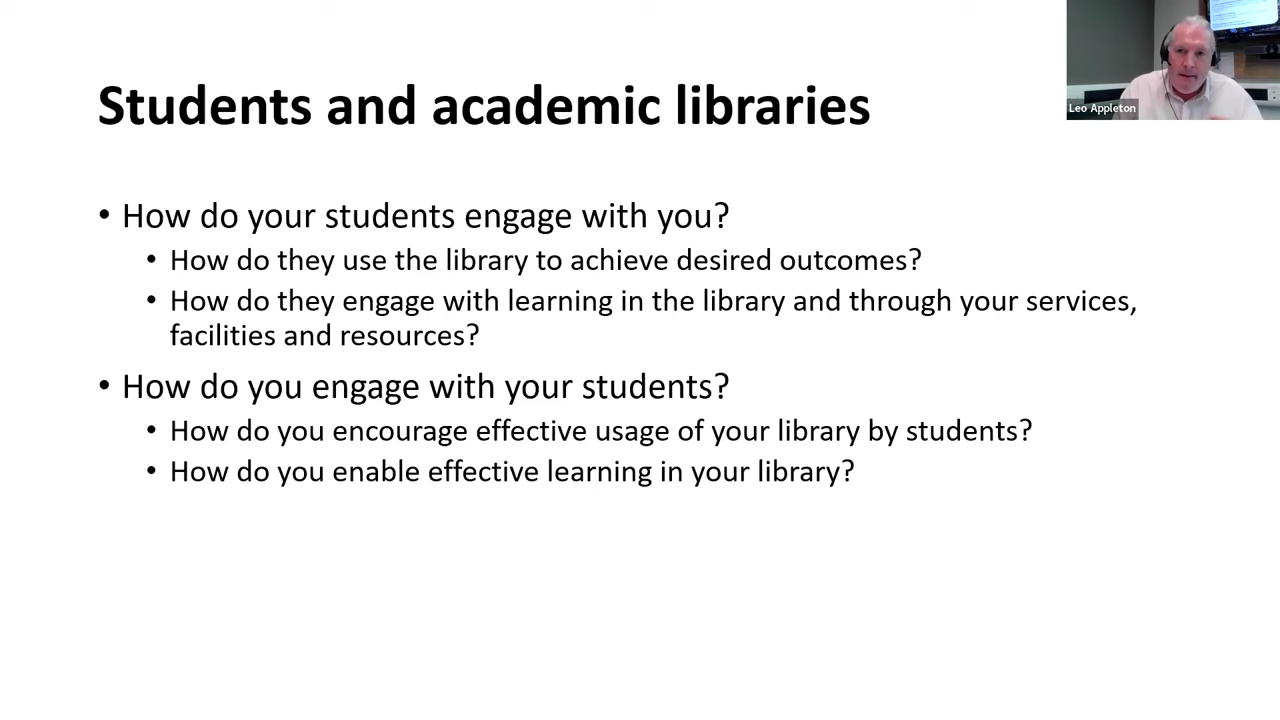 Students and academic libraries
Leo Appleton
• How do your students engage with you?
• How do they use the library to achieve desired outcomes?
• How do they engage with learning in the library and through your services,
facilities and resources?
• How do you engage with your students?
• How do you encourage effective usage of your library by students?
• How do you enable effective learning in your library?